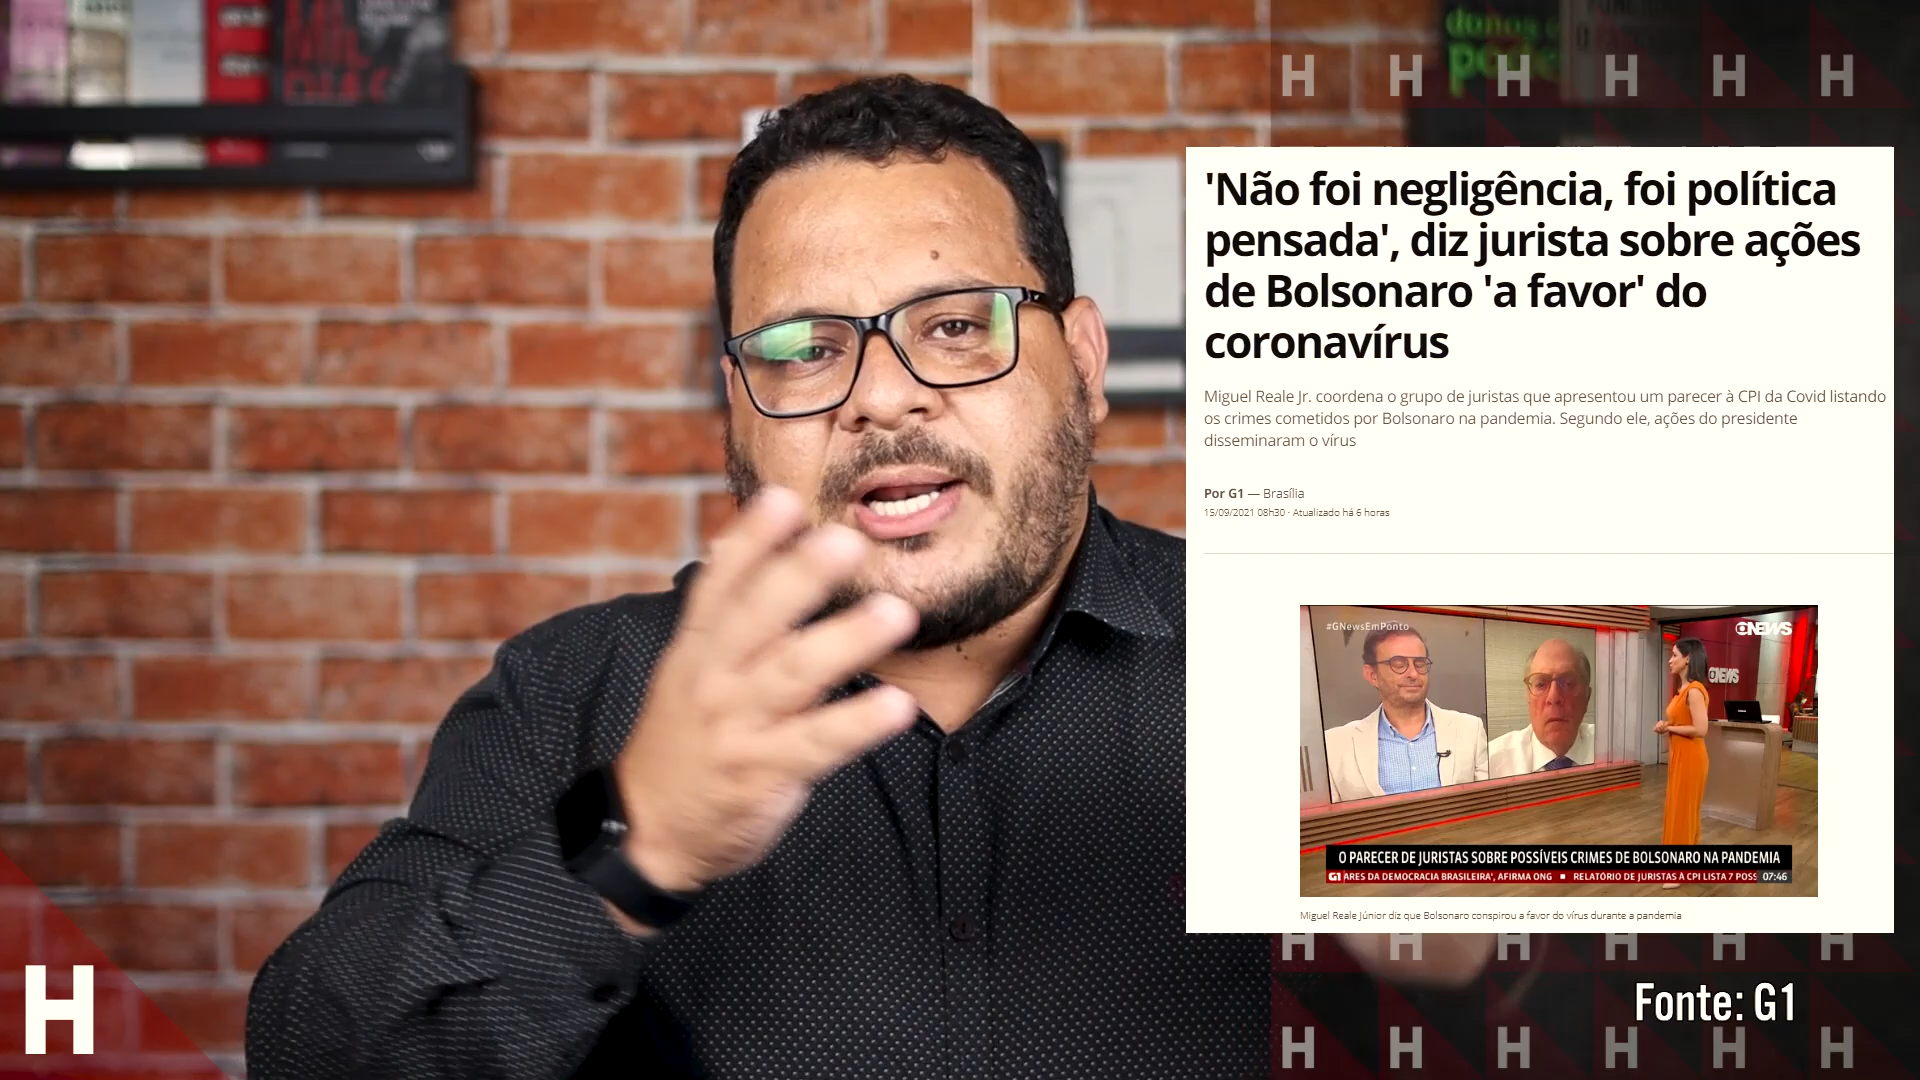 MIL
DIAS
donos
H H H H H H
'Não foi negligência, foi política
pensada', diz jurista sobre ações
de Bolsonaro 'a favor' do
coronavírus
Miguel Reale Jr. coordena o grupo de juristas que apresentou um parecer à CPI da Covid listando
os crimes cometidos por Bolsonaro na pandemia. Segundo ele, ações do presidente
disseminaram o vírus
Por G1 — Brasília
15/09/2021 08h30 · Atualizado há 6 horas
#GNewsEmPonto
GNEWS
GNEWS
O PARECER DE JURISTAS SOBRE POSSÍVEIS CRIMES DE BOLSONARO NA PANDEMIA
G1 ARES DA DEMOCRACIA BRASILEIRA', AFIRMA ONG ■ RELATÓRIO DE JURISTAS À CPI LISTA 7 POSS 07:46
Miguel Reale Júnior diz que Bolsonaro conspirou a favor do vírus durante a pandemia
H H H H H H
Fonte: G1
H
H H H H H H